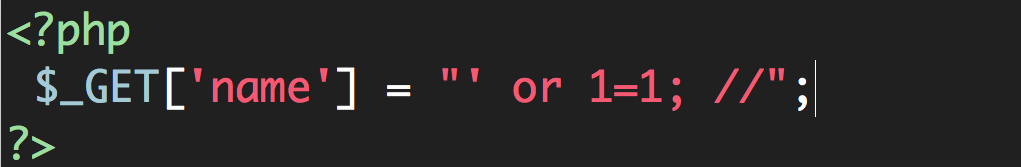 <?php
$_GET['name'] = "' or 1=1; //";
?>